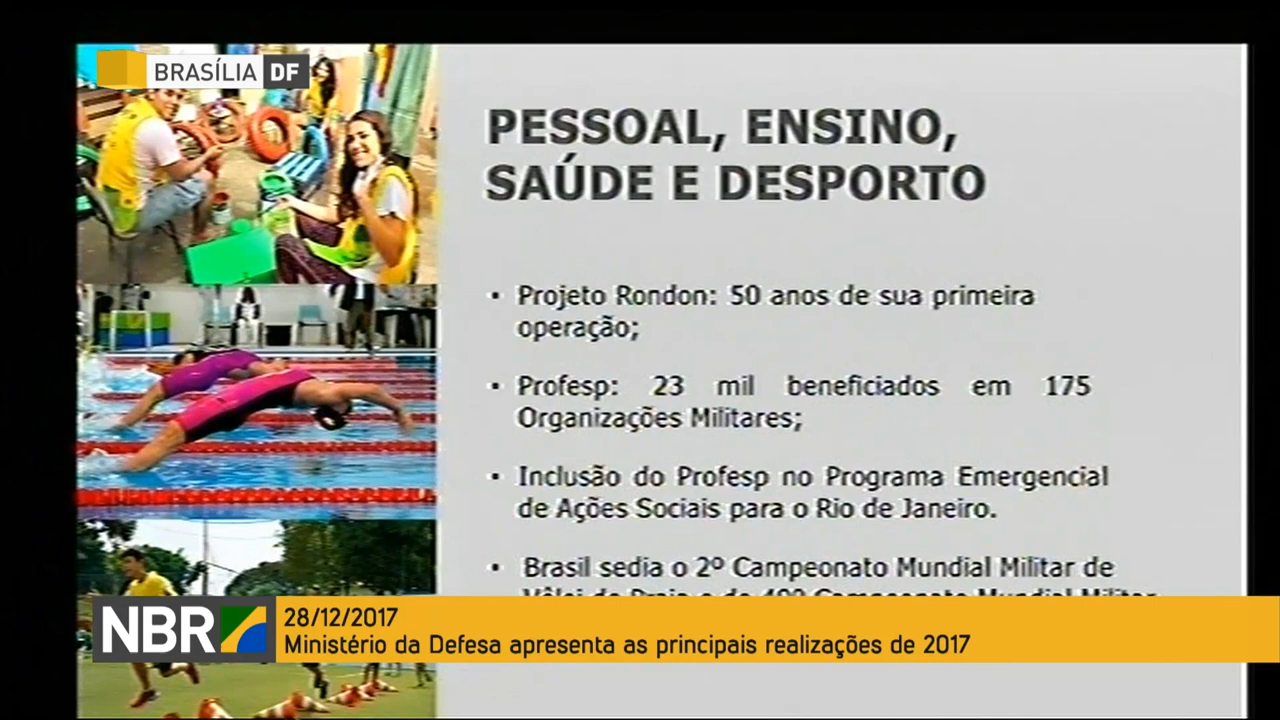 BRASÍLIA DF
PESSOAL, ENSINO,
SAÚDE E DESPORTO
• Projeto Rondon: 50 anos de sua primeira
operação;
• Profesp: 23 mil beneficiados em 175
Organizações Militares;
• Inclusão do Profesp no Programa Emergencial
de Ações Sociais para o Rio de Janeiro.
• Brasil sedia o 2º Campeonato Mundial Militar de
NBR
28/12/2017
Ministério da Defesa apresenta as principais realizações de 2017